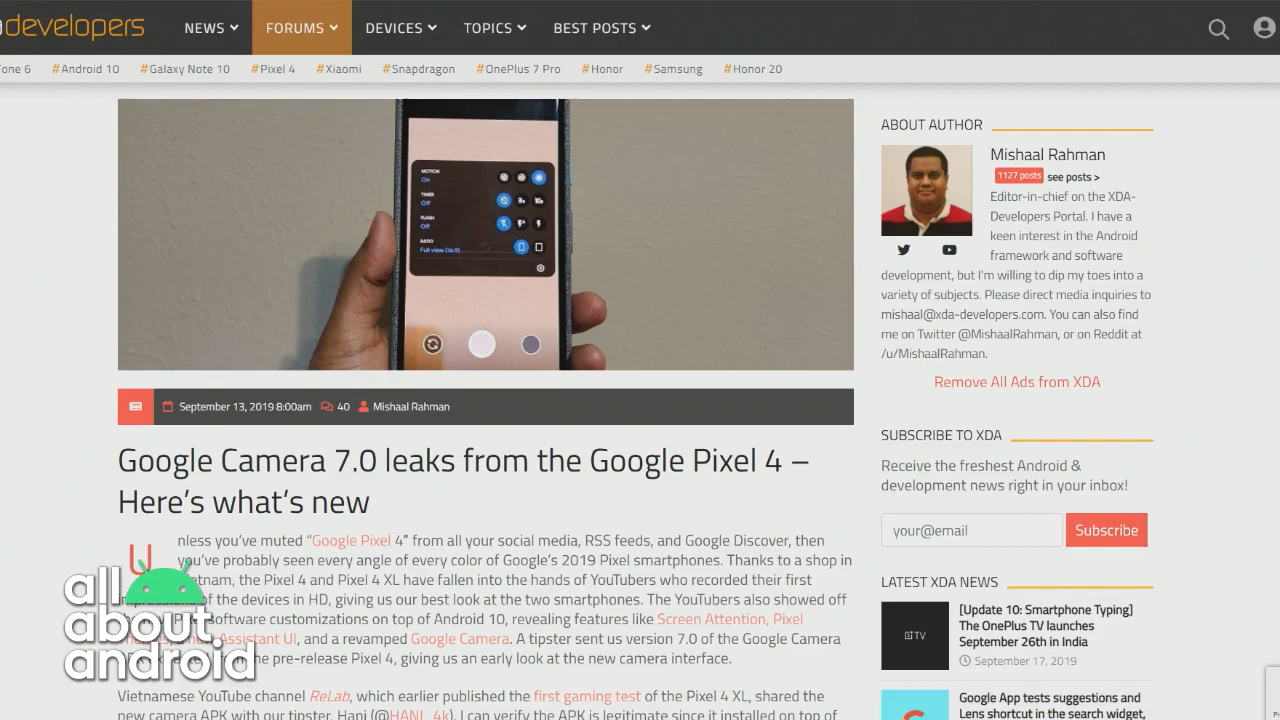 developers
NEWS FORUMS DEVICES TOPICS BEST POSTS
one 6 #Android 10 #Galaxy Note 10 #Pixel 4 #Xiaomi #Snapdragon #OnePlus 7 Pro #Honor #Samsung #Honor 20
MOTION
On
TIMER
Off
3s 10s
FLASH
Off
RATIO
Full view (16:9)
September 13, 2019 8:00am 40 Mishaal Rahman
Google Camera 7.0 leaks from the Google Pixel 4 –
Here's what's new
Unless you've muted "Google Pixel 4" from all your social media, RSS feeds, and Google Discover, then
you've probably seen every angle of every color of Google's 2019 Pixel smartphones. Thanks to a shop in
the Pixel 4 and Pixel 4 XL have fallen into the hands of YouTubers who recorded their first
of the devices in HD, giving us our best look at the two smartphones. The YouTubers also showed off
software customizations on top of Android 10, revealing features like Screen Attention, Pixel
Assistant UI, and a revamped Google Camera. A tipster sent us version 7.0 of the Google Camera
the pre-release Pixel 4, giving us an early look at the new camera interface.
Vietnamese YouTube channel ReLab, which earlier published the first gaming test of the Pixel 4 XL, shared the
new camera APK with our tipster, Hani (@HANI_4k). I can verify the APK is legitimate since it installed on top of
all
about
android
ABOUT AUTHOR
Mishaal Rahman
1127 posts see posts >
Editor-in-chief on the XDA-
Developers Portal. I have a
keen interest in the Android
framework and software
development, but I'm willing to dip my toes into a
variety of subjects. Please direct media inquiries to
mishaal@xda-developers.com. You can also find
me on Twitter @MishaalRahman, or on Reddit at
/u/MishaalRahman.
Remove All Ads from XDA
SUBSCRIBE TO XDA
Receive the freshest Android &
development news right in your inbox!
your@email Subscribe
LATEST XDA NEWS
TV
[Update 10: Smartphone Typing]
The OnePlus TV launches
September 26th in India
September 17, 2019
Google App tests suggestions and
Lens shortcut in the search widget,